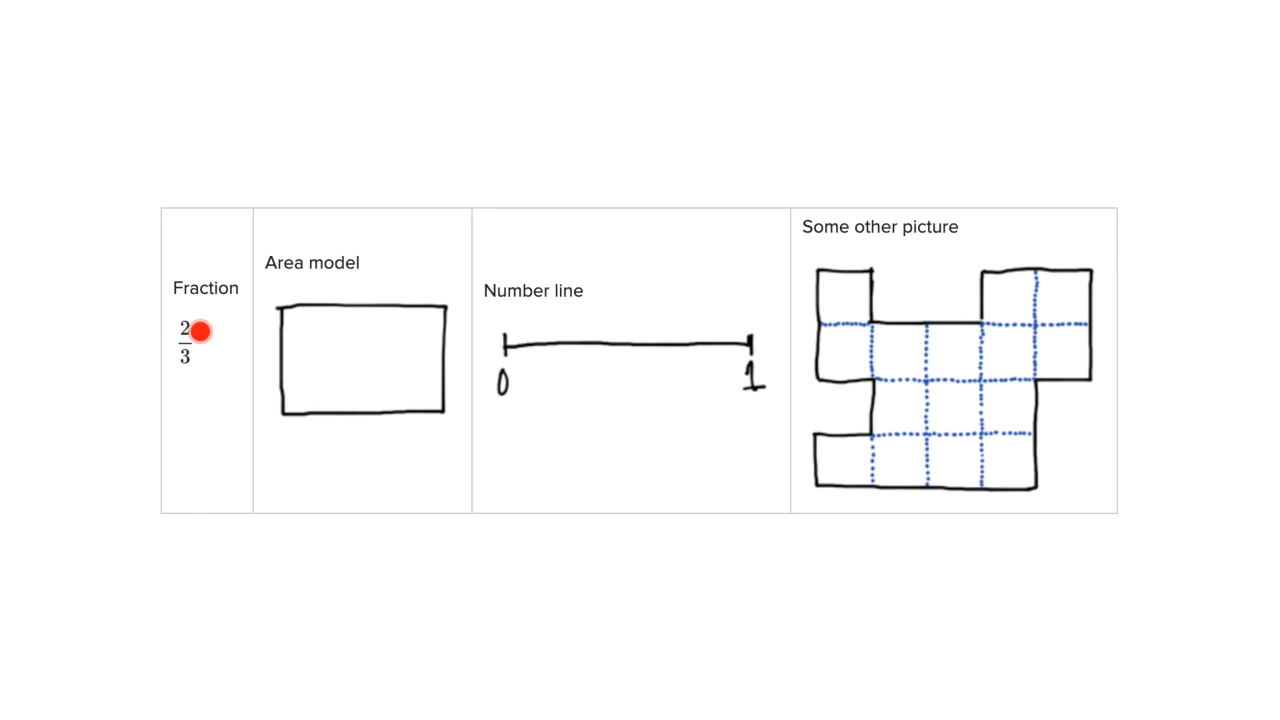 Fraction
2
3
Area model
Number line
0 1
Some other picture